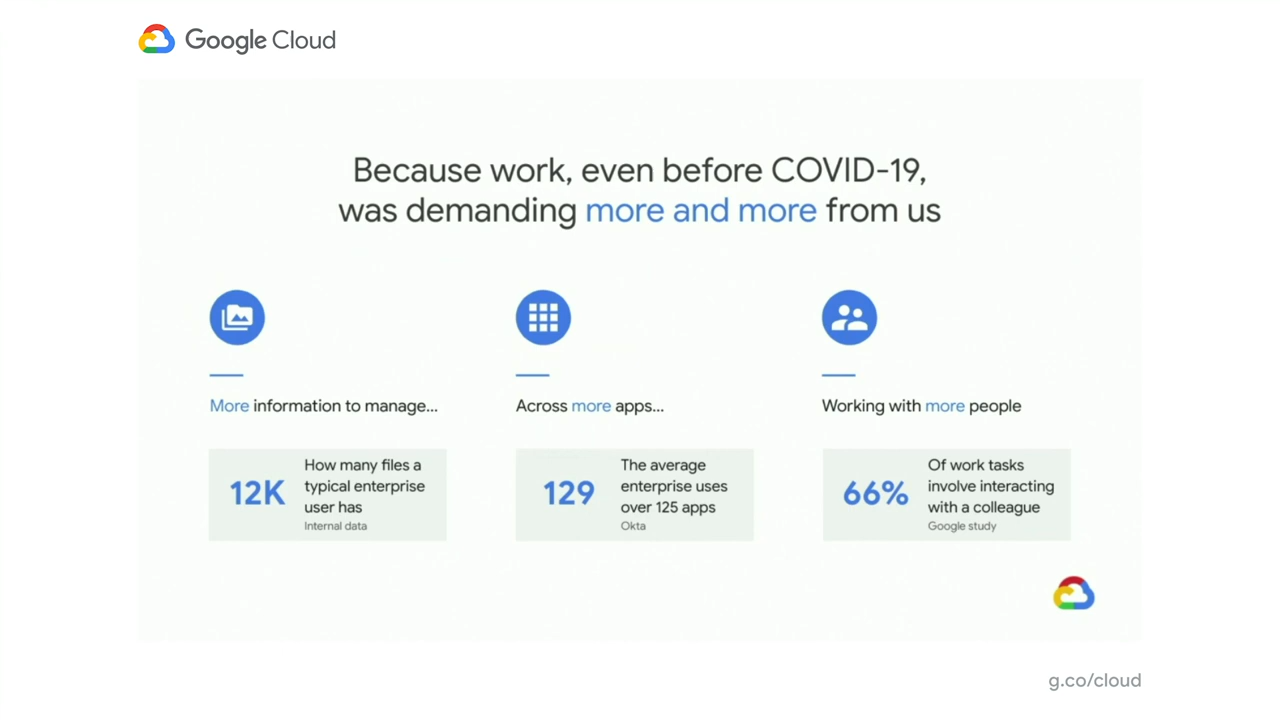 Google Cloud
Because work, even before COVID-19,
was demanding more and more from us
More information to manage...
Across more apps...
Working with more people
12K
How many files a
typical enterprise
user has
Internal data
129
The average
enterprise uses
over 125 apps
Okta
66%
Of work tasks
involve interacting
with a colleague
Google study
g.co/cloud